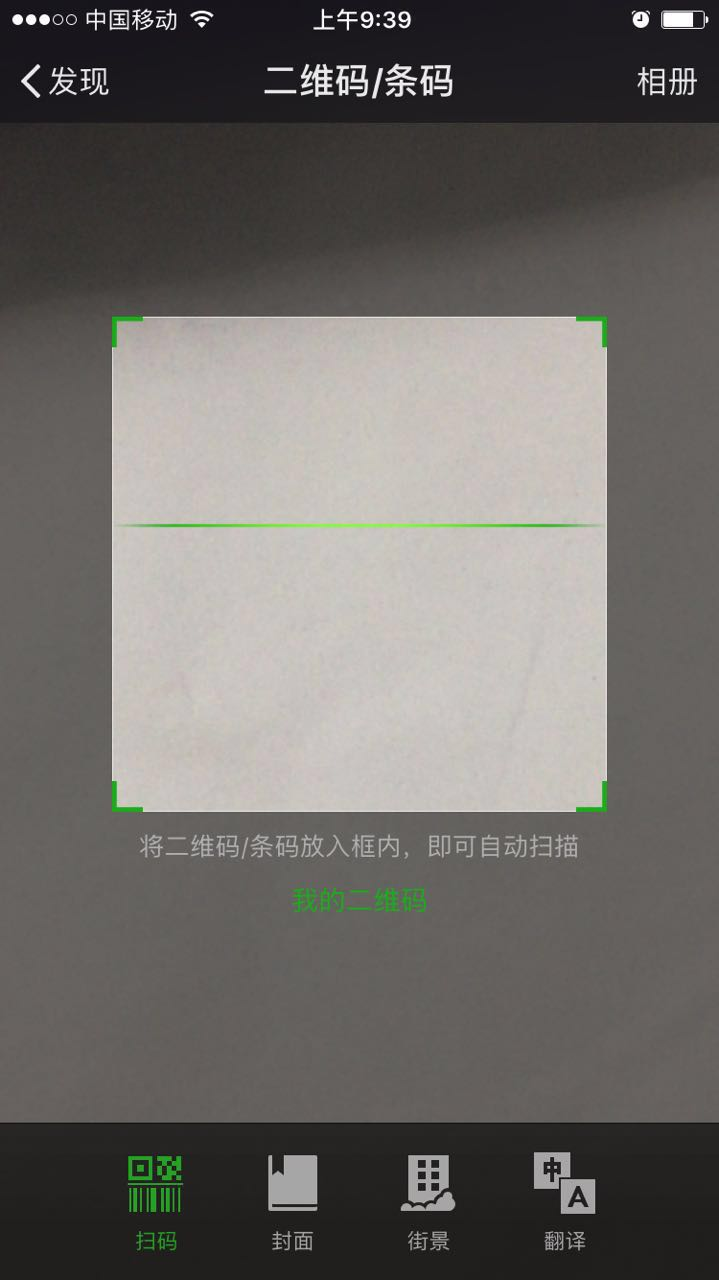 中国移动 上午9:39
发现 二维码/条码 相册
将二维码/条码放入框内，即可自动扫描
我的二维码
中 A
扫码 封面 街景 翻译